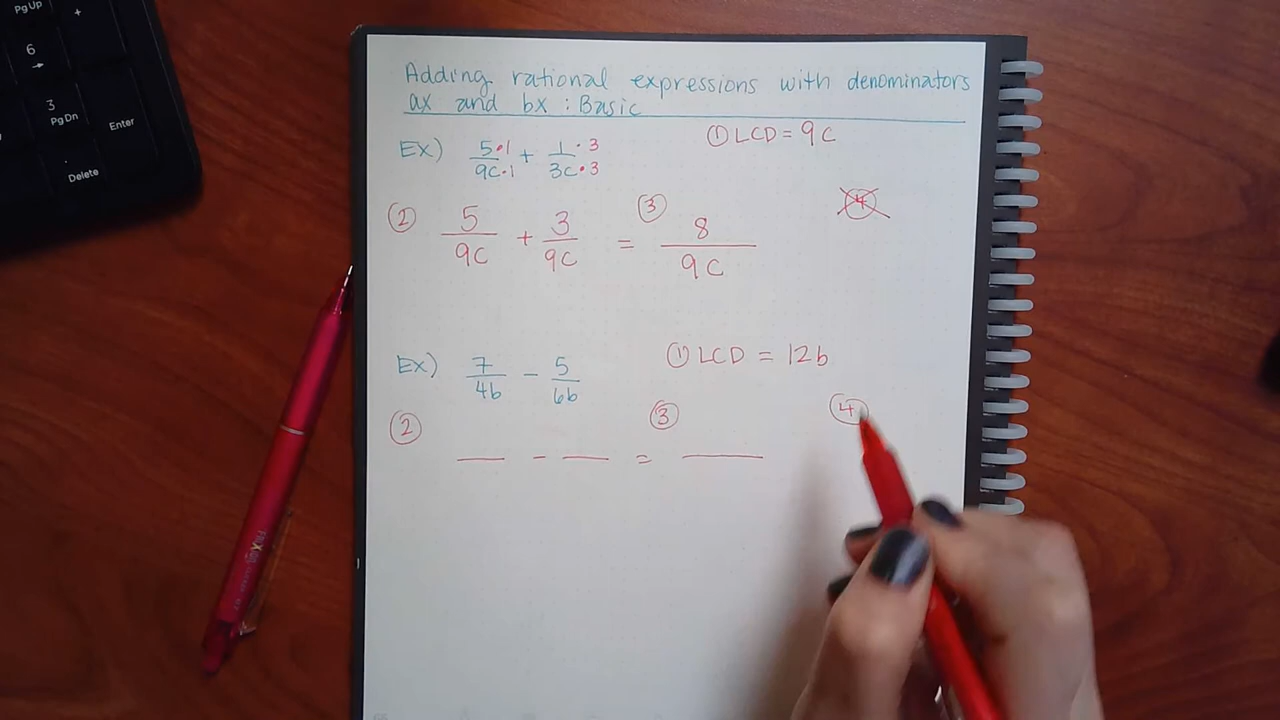 PgUp
+
6
3
PgDn
Enter
.
Delete
Adding rational expressions with denominators
ax and bx : Basic
Ex) 5·1/9c·1 + 1·3/3c·3
① LCD = 9c
② 5/9c + 3/9c = ③ 8/9c
④
Ex) 7/4b − 5/6b
① LCD = 12b
② — − — = ③ —
④